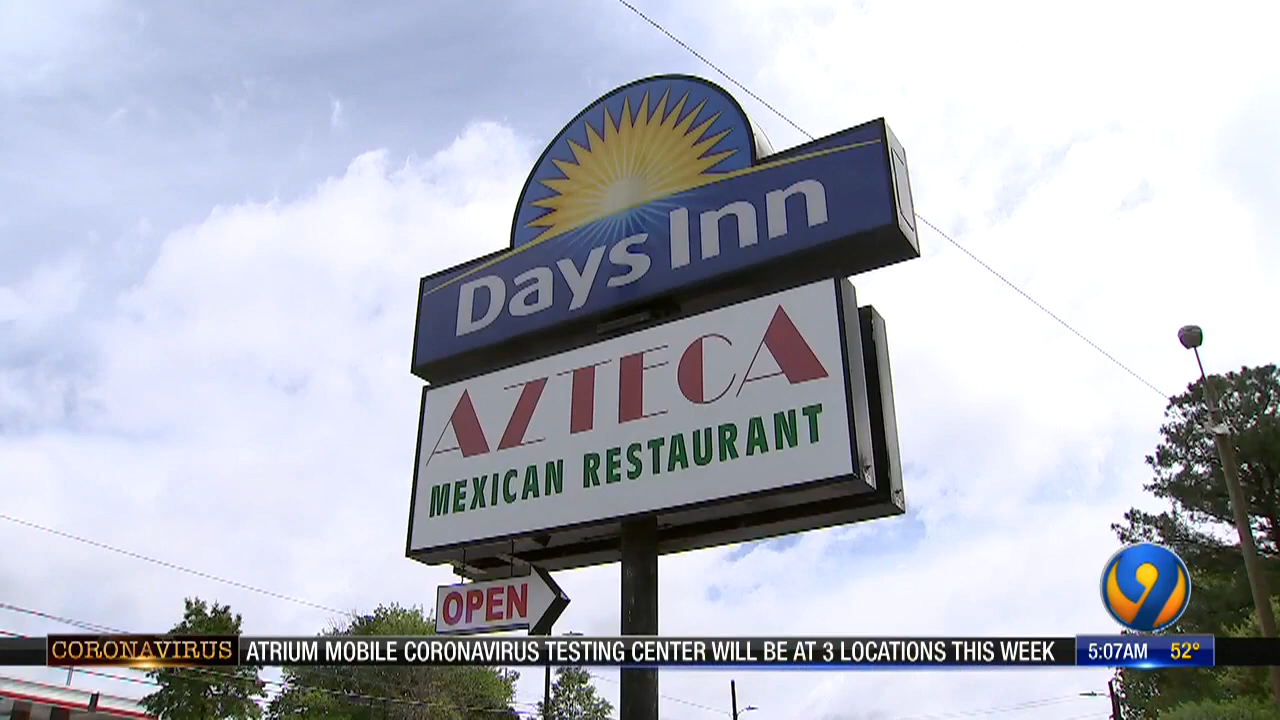 Days Inn
AZTECA
MEXICAN RESTAURANT
OPEN
9
CORONAVIRUS ATRIUM MOBILE CORONAVIRUS TESTING CENTER WILL BE AT 3 LOCATIONS THIS WEEK 5:07AM 52°